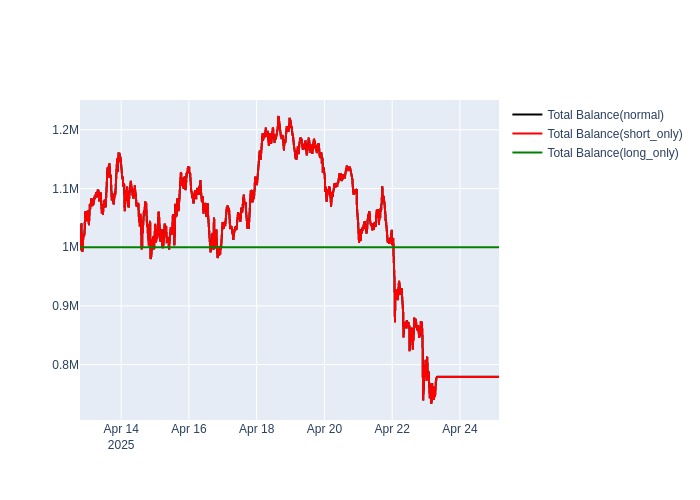 1.2M
1.1M
1M
0.9M
0.8M
Apr 14
2025
Apr 16
Apr 18
Apr 20
Apr 22
Apr 24
Total Balance(normal)
Total Balance(short_only)
Total Balance(long_only)